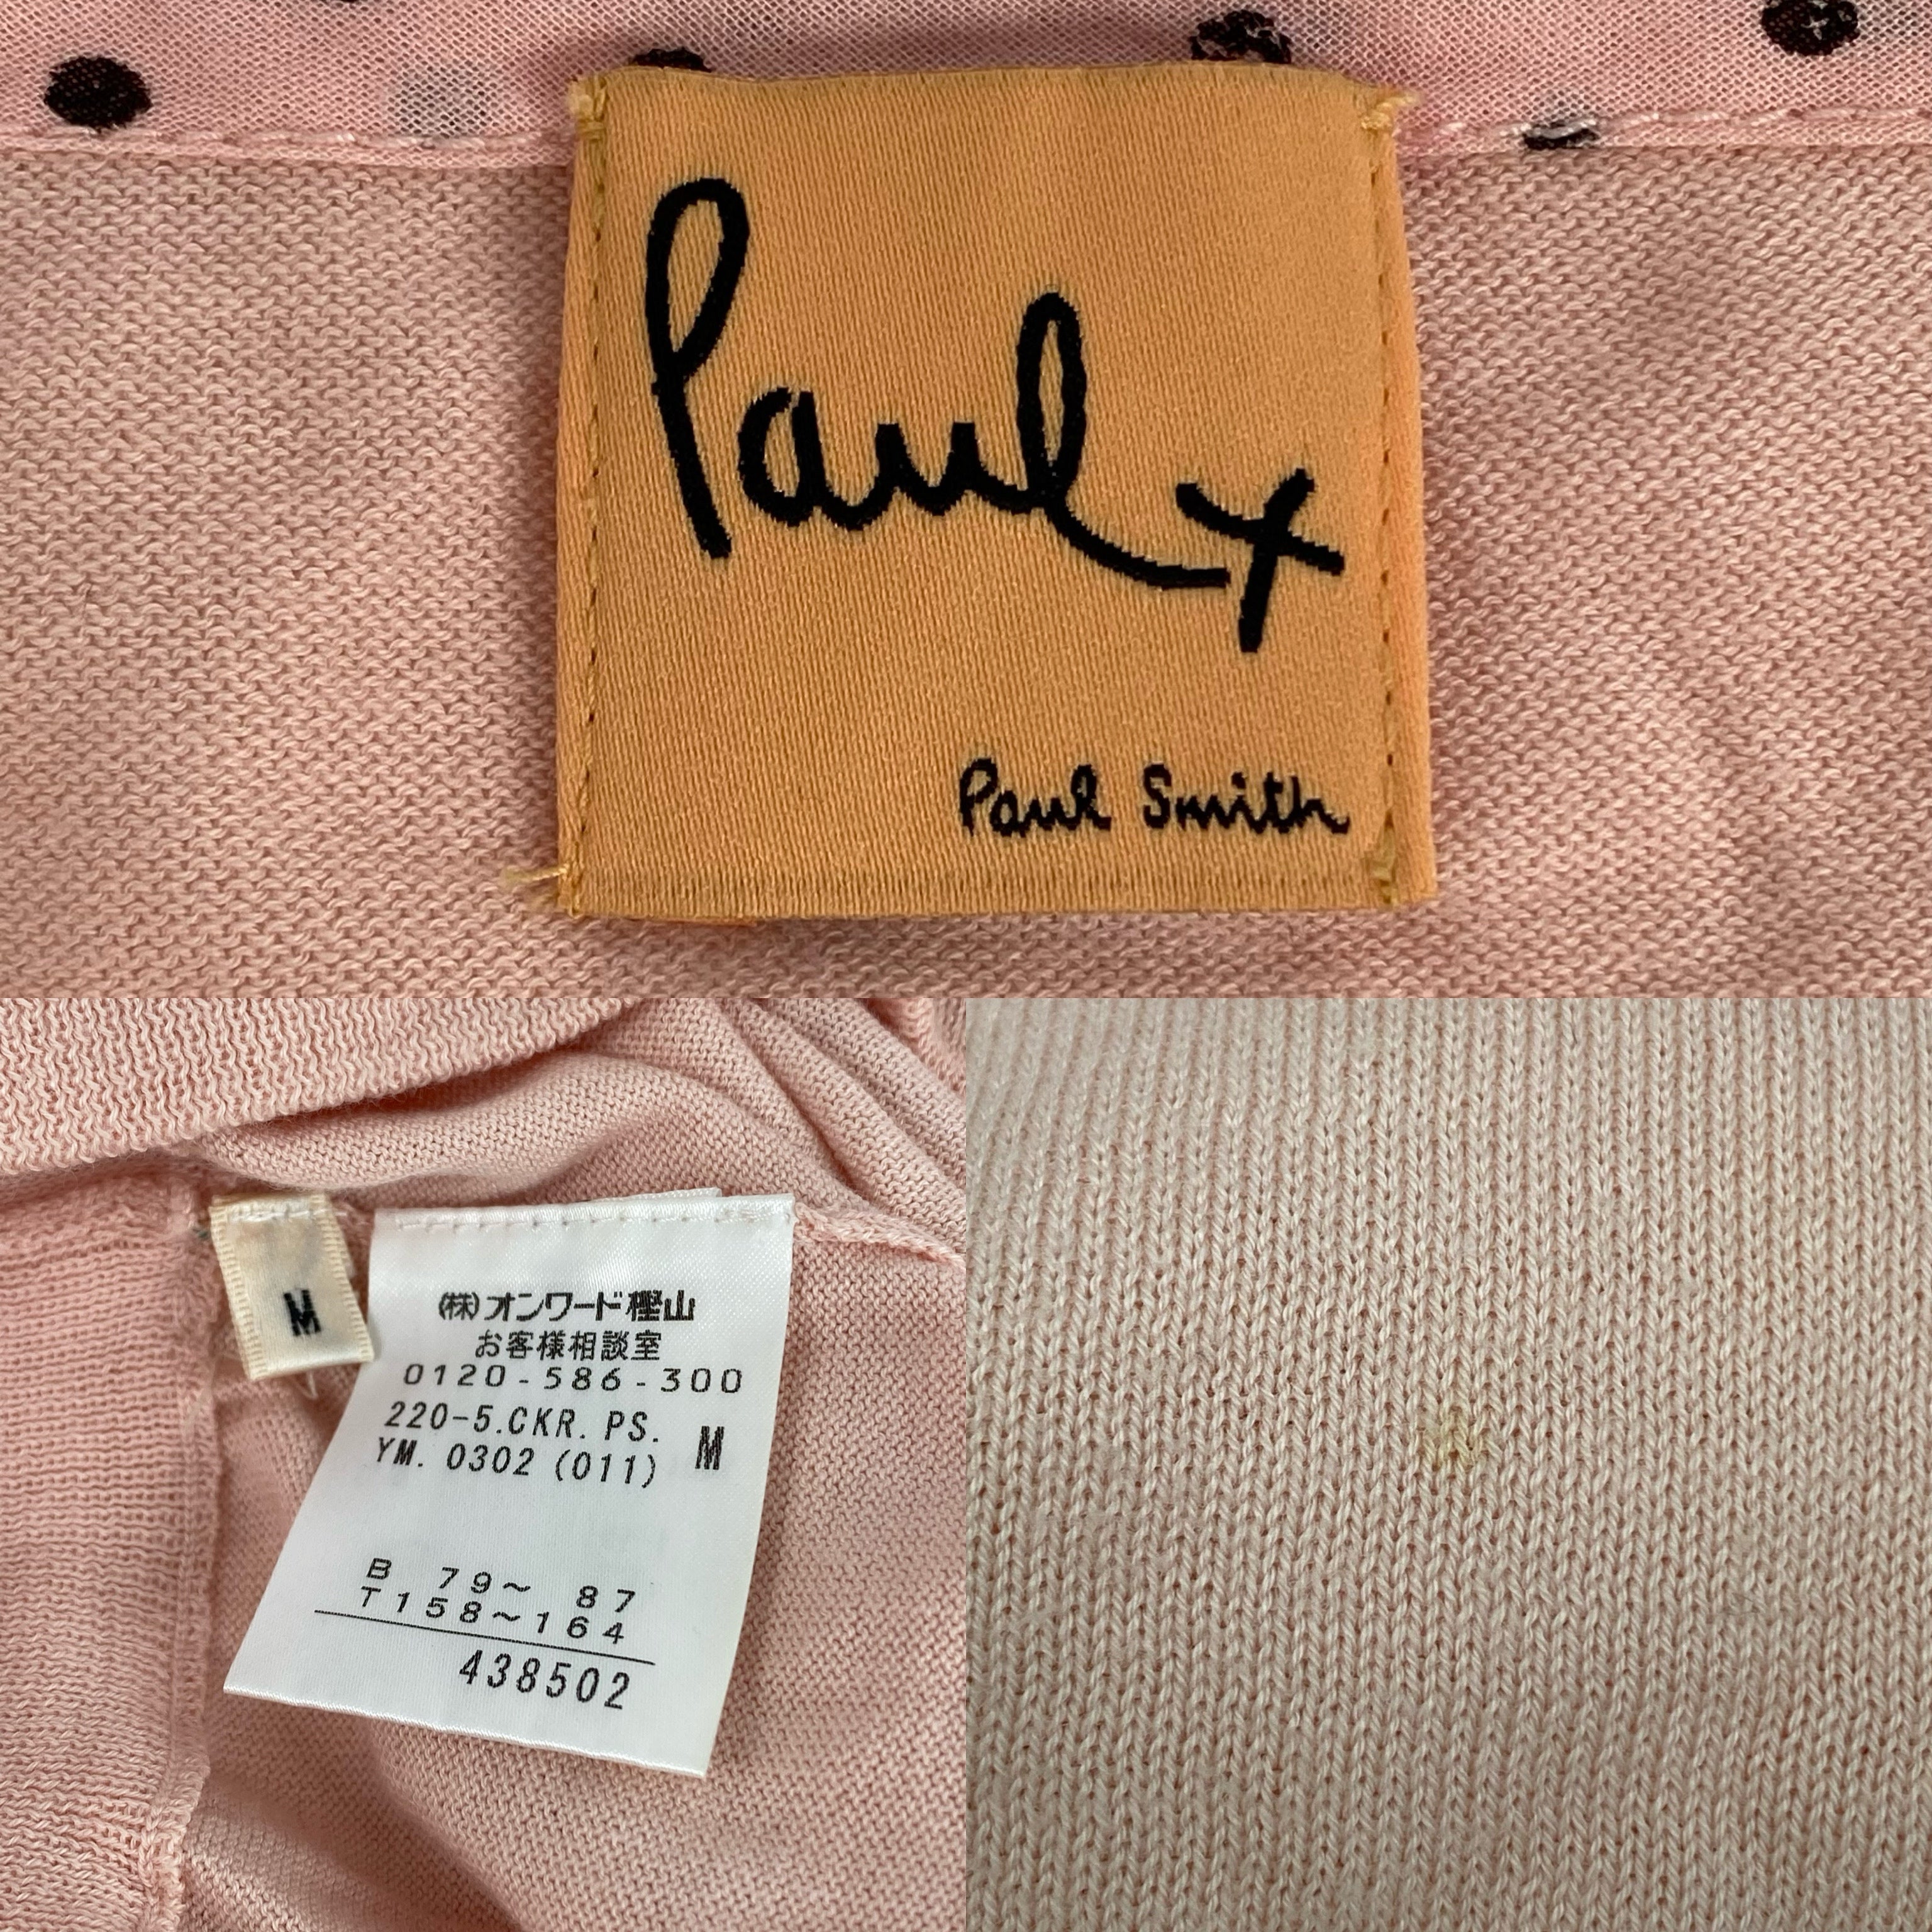 Paul x
Paul Smith
M
㈱オンワード樫山
お客様相談室
0120-586-300
220-5.CKR. PS.
YM. 0302 (011) M
B 79~ 87
T158~164
438502